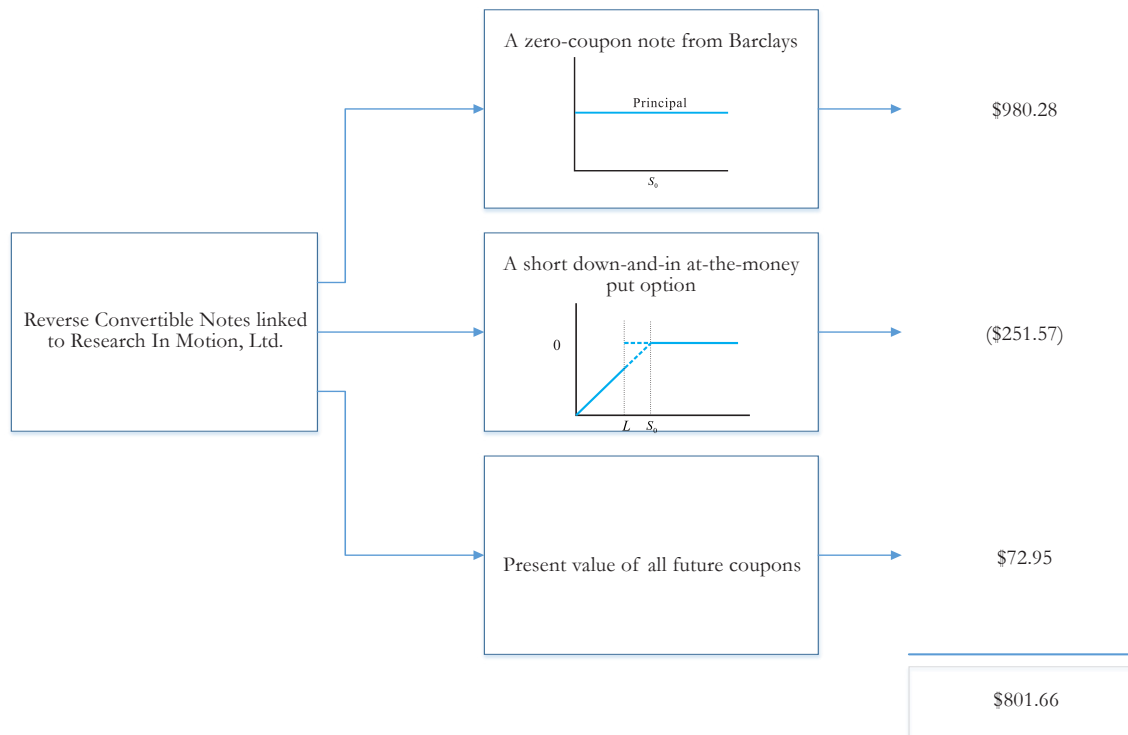 A zero-coupon note from Barclays
Principal
S₀
$980.28
Reverse Convertible Notes linked
to Research In Motion, Ltd.
A short down-and-in at-the-money
put option
0
L S₀
($251.57)
Present value of all future coupons
$72.95
$801.66